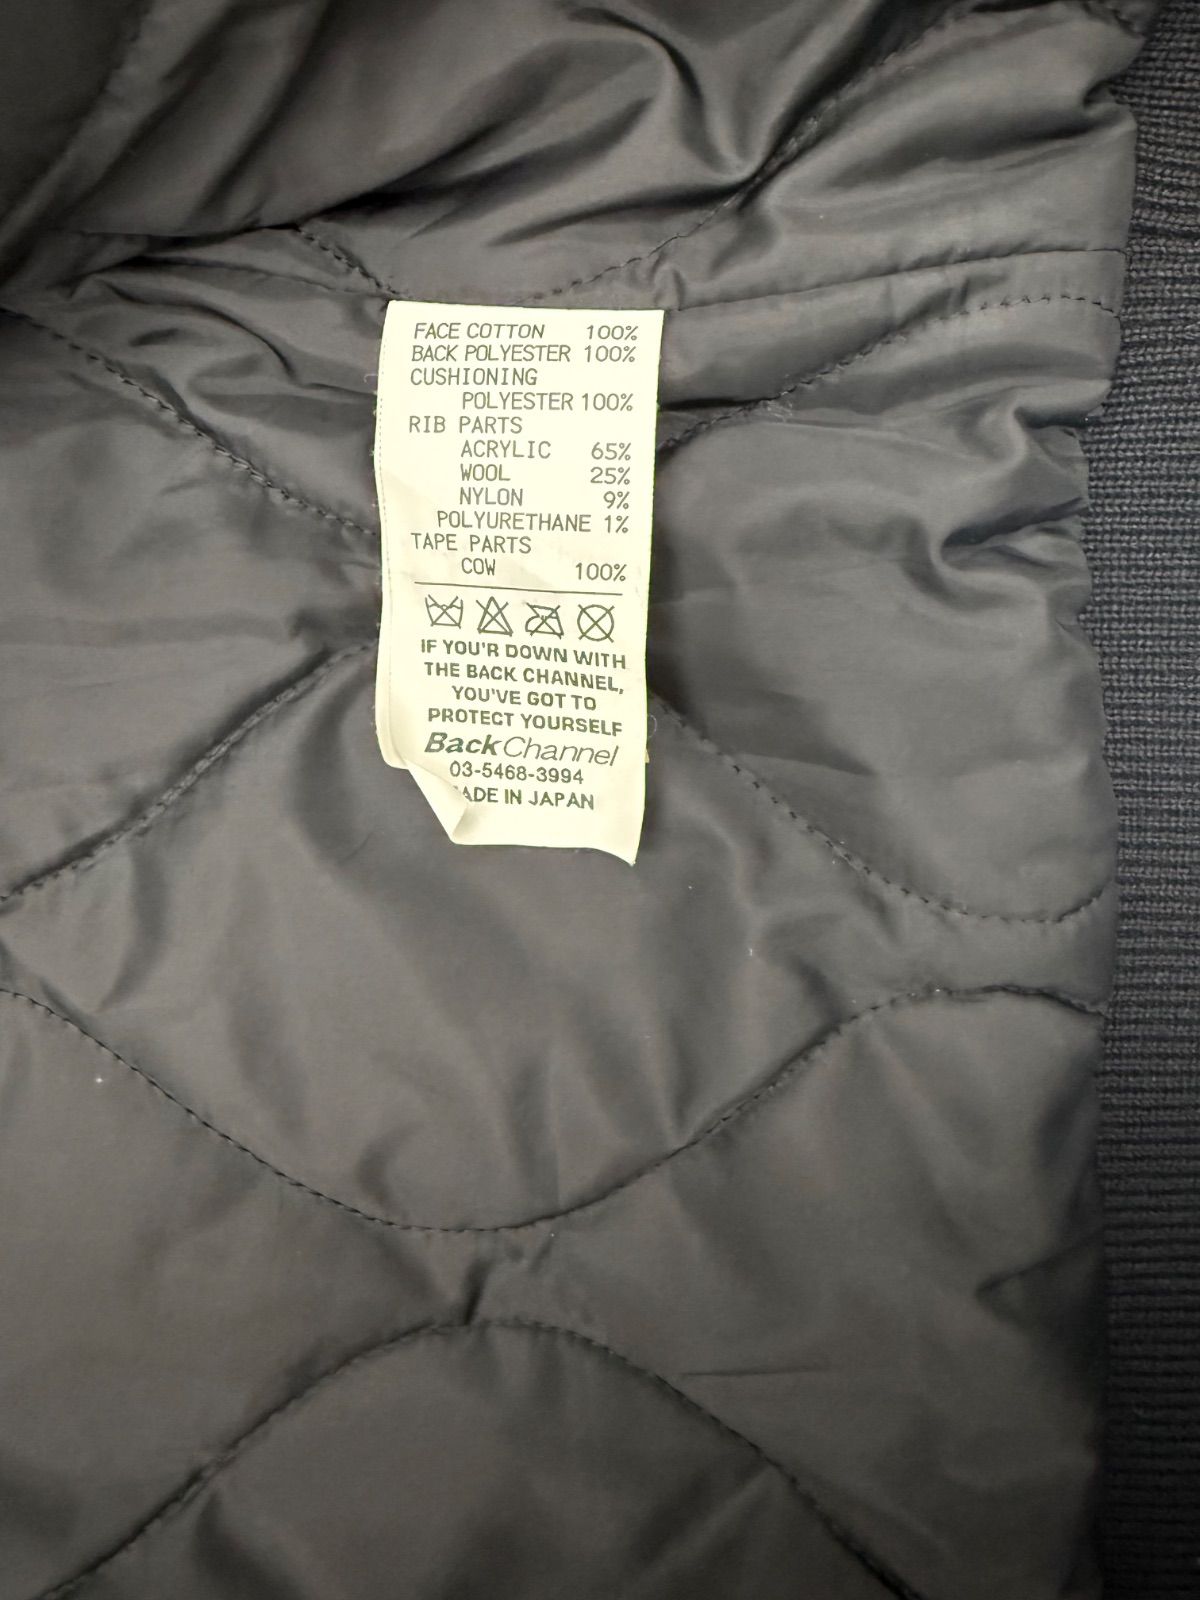 FACE COTTON 100%
BACK POLYESTER 100%
CUSHIONING
POLYESTER 100%
RIB PARTS
ACRYLIC 65%
WOOL 25%
NYLON 9%
POLYURETHANE 1%
TAPE PARTS
COW 100%
IF YOU'R DOWN WITH
THE BACK CHANNEL,
YOU'VE GOT TO
PROTECT YOURSELF
BackChannel
03-5468-3994
ADE IN JAPAN